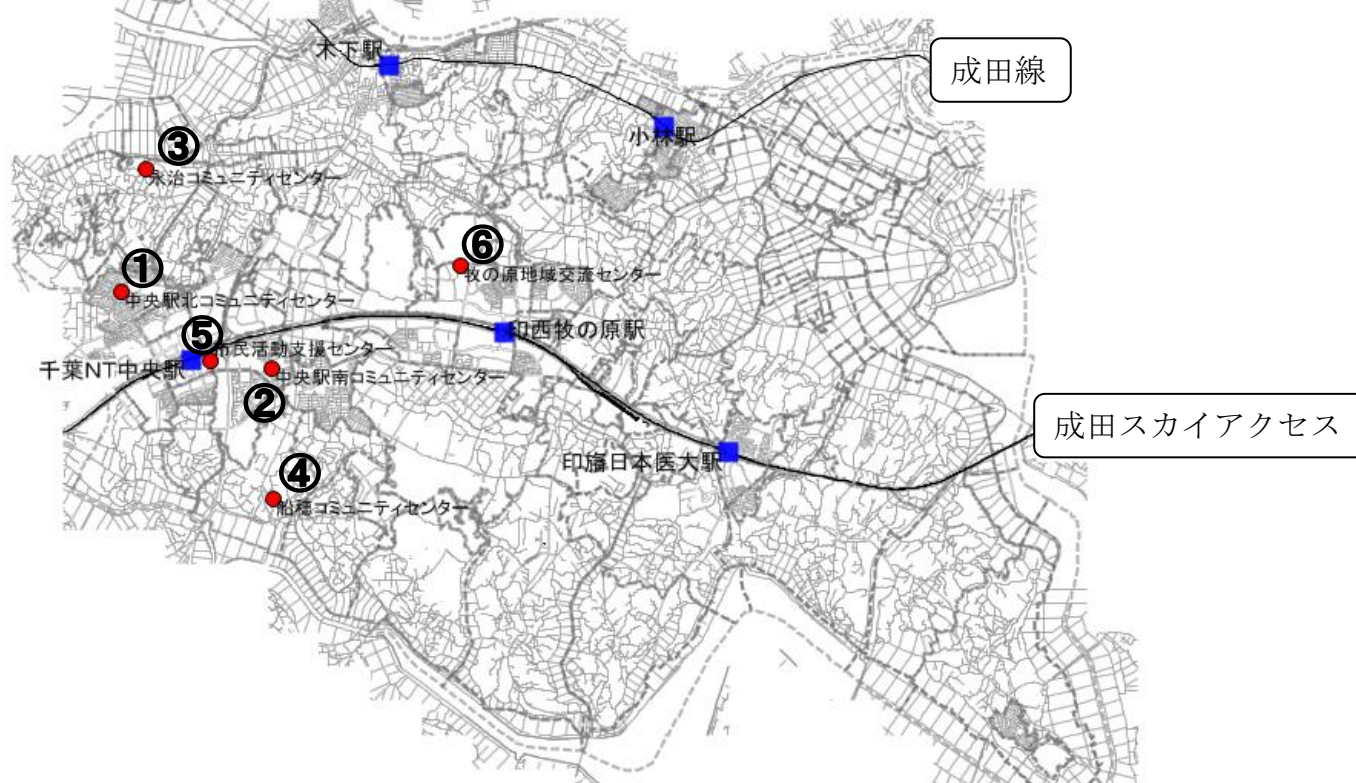 木下駅
成田線
小林駅
③
永治コミュニティセンター
⑥
牧の原地域交流センター
①
中央駅北コミュニティセンター
印西牧の原駅
⑤
市民活動支援センター
千葉NT中央駅
中央駅南コミュニティセンター
②
成田スカイアクセス
印旛日本医大駅
④
船穂コミュニティセンター